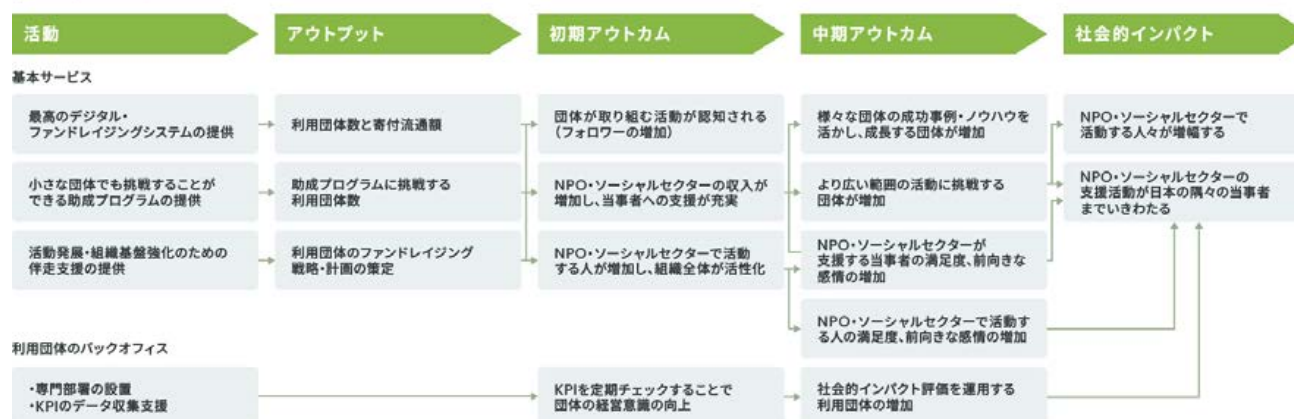 活動
アウトプット
初期アウトカム
中期アウトカム
社会的インパクト
基本サービス
最高のデジタル・
ファンドレイジングシステムの提供
利用団体数と寄付流通額
団体が取り組む活動が認知される
(フォロワーの増加)
様々な団体の成功事例・ノウハウを
活かし、成長する団体が増加
NPO・ソーシャルセクターで
活動する人々が増幅する
小さな団体でも挑戦することが
できる助成プログラムの提供
助成プログラムに挑戦する
利用団体数
NPO・ソーシャルセクターの収入が
増加し、当事者への支援が充実
より広い範囲の活動に挑戦する
団体が増加
NPO・ソーシャルセクターの
支援活動が日本の隅々の当事者
までいきわたる
活動発展・組織基盤強化のための
伴走支援の提供
利用団体のファンドレイジング
戦略・計画の策定
NPO・ソーシャルセクターで活動
する人が増加し、組織全体が活性化
NPO・ソーシャルセクターが
支援する当事者の満足度、前向きな
感情の増加
NPO・ソーシャルセクターで活動す
る人の満足度、前向きな感情の増加
利用団体のバックオフィス
・専門部署の設置
・KPIのデータ収集支援
KPIを定期チェックすることで
団体の経営意識の向上
社会的インパクト評価を運用する
利用団体の増加